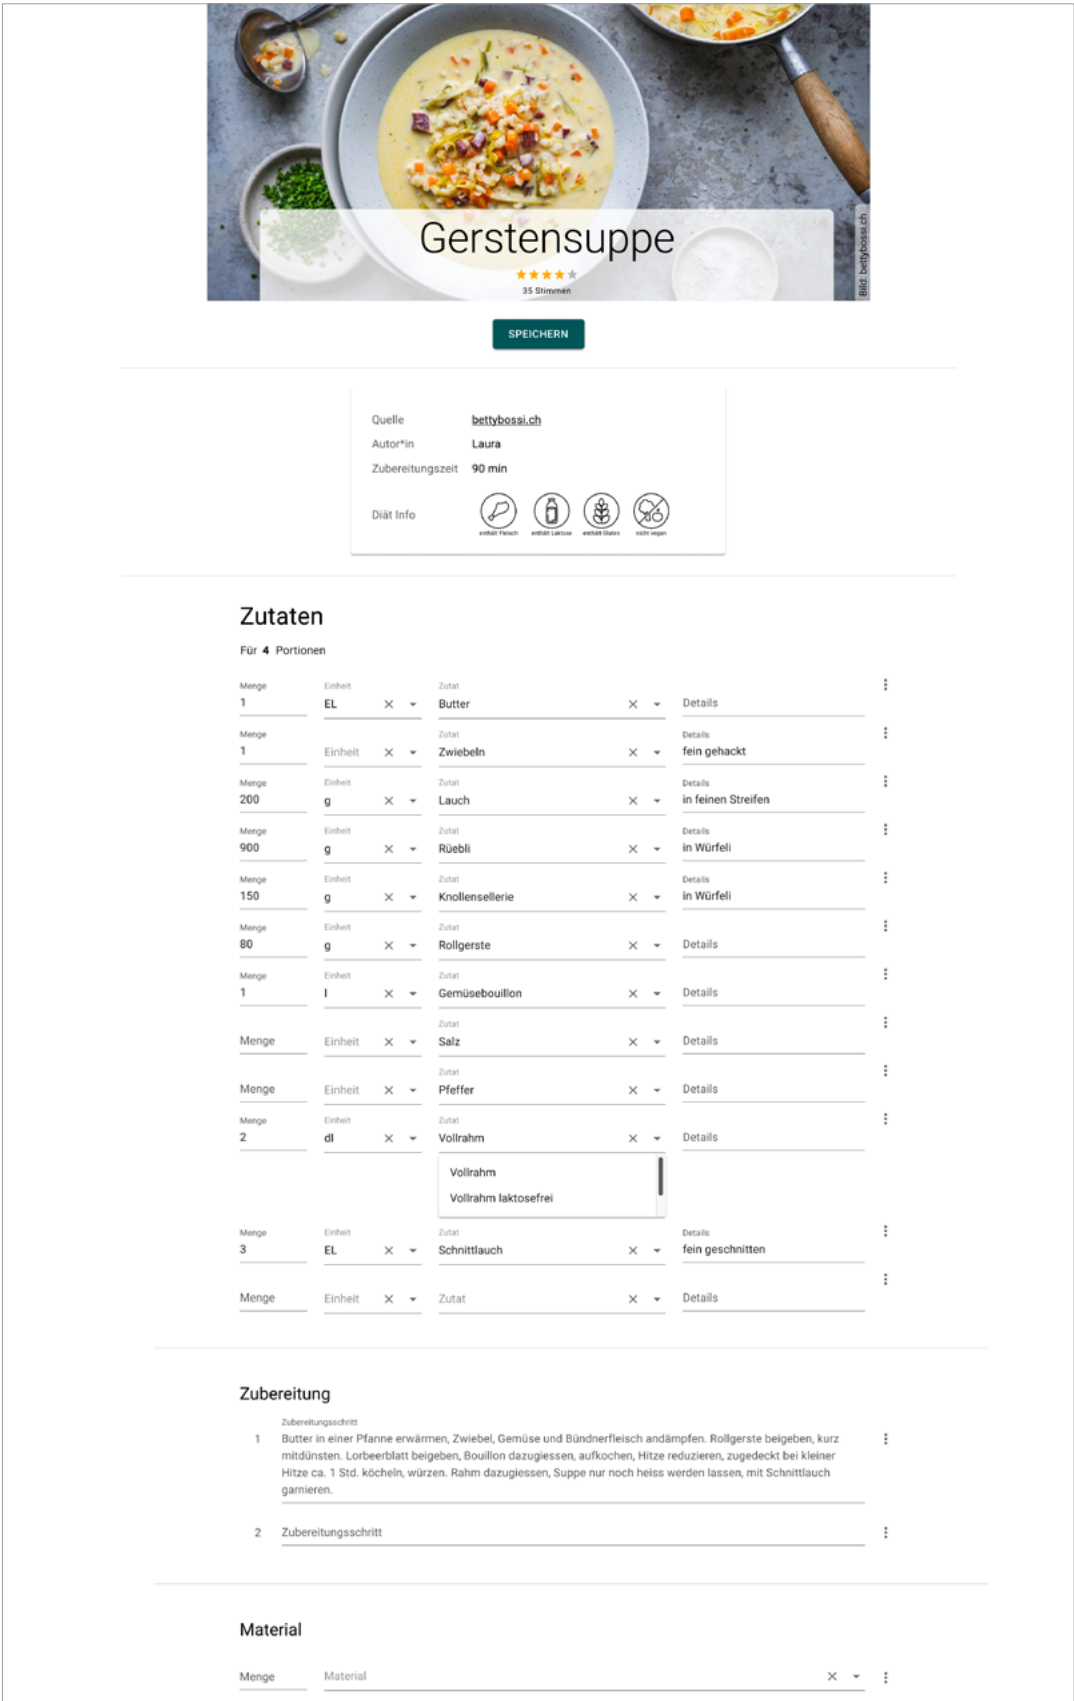 Gerstensuppe
35 Stimmen
Bild: bettybossi.ch
SPEICHERN
Quelle bettybossi.ch
Autor*in Laura
Zubereitungszeit 90 min
Diät Info
enthält Fleisch enthält Laktose enthält Gluten nicht vegan
Zutaten
Für 4 Portionen
Menge Einheit Zutat
1 EL Butter Details
Menge Zutat Details
1 Einheit Zwiebeln fein gehackt
Menge Einheit Zutat Details
200 g Lauch in feinen Streifen
Menge Einheit Zutat Details
900 g Rüebli in Würfeli
Menge Einheit Zutat Details
150 g Knollensellerie in Würfeli
Menge Einheit Zutat
80 g Rollgerste Details
Menge Einheit Zutat
1 l Gemüsebouillon Details
Zutat
Menge Einheit Salz Details
Zutat
Menge Einheit Pfeffer Details
Menge Einheit Zutat
2 dl Vollrahm Details
Vollrahm
Vollrahm laktosefrei
Menge Einheit Zutat Details
3 EL Schnittlauch fein geschnitten
Menge Einheit Zutat Details
Zubereitung
Zubereitungsschritt
1 Butter in einer Pfanne erwärmen, Zwiebel, Gemüse und Bündnerfleisch andämpfen. Rollgerste beigeben, kurz
mitdünsten. Lorbeerblatt beigeben, Bouillon dazugiessen, aufkochen, Hitze reduzieren, zugedeckt bei kleiner
Hitze ca. 1 Std. köcheln, würzen. Rahm dazugiessen, Suppe nur noch heiss werden lassen, mit Schnittlauch
garnieren.
2 Zubereitungsschritt
Material
Menge Material